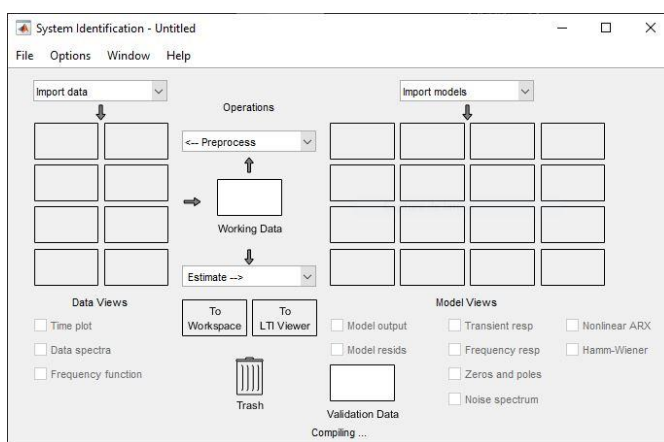 System Identification - Untitled
File Options Window Help
Import data
Import models
Operations
<-- Preprocess
Working Data
Estimate -->
Data Views
Model Views
To Workspace
To LTI Viewer
Time plot
Data spectra
Frequency function
Model output
Model resids
Transient resp
Frequency resp
Zeros and poles
Noise spectrum
Nonlinear ARX
Hamm-Wiener
Trash
Validation Data
Compiling ...